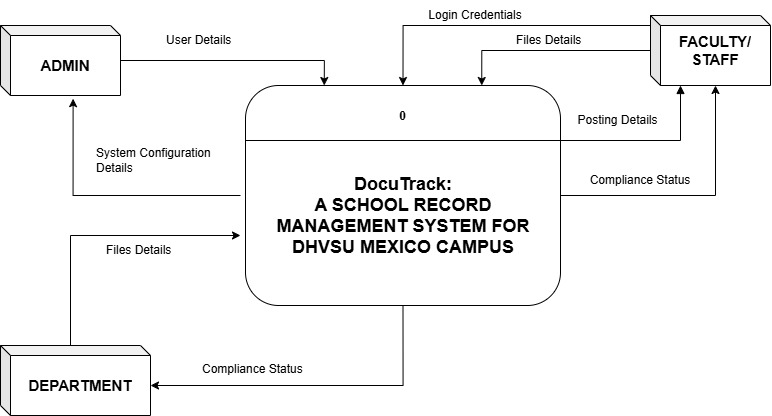 Login Credentials
User Details
Files Details
FACULTY/
STAFF
ADMIN
0
Posting Details
System Configuration
Details
DocuTrack:
A SCHOOL RECORD
MANAGEMENT SYSTEM FOR
DHVSU MEXICO CAMPUS
Compliance Status
Files Details
Compliance Status
DEPARTMENT